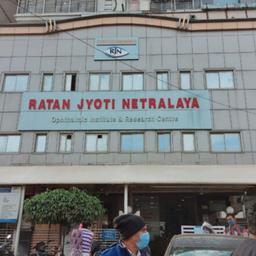 RJN
RATAN JYOTI NETRALAYA
Ophthalmic Institute & Research Centre